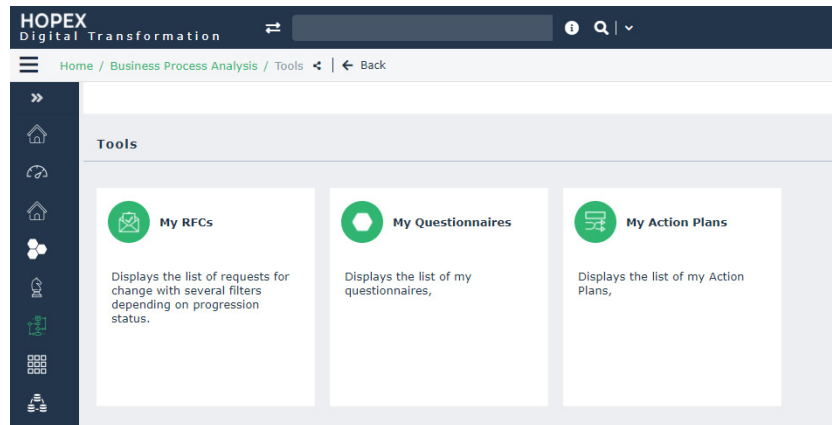 HOPEX
Digital Transformation
Home / Business Process Analysis / Tools Back
Tools
My RFCs
Displays the list of requests for
change with several filters
depending on progression
status.
My Questionnaires
Displays the list of my
questionnaires,
My Action Plans
Displays the list of my Action
Plans,